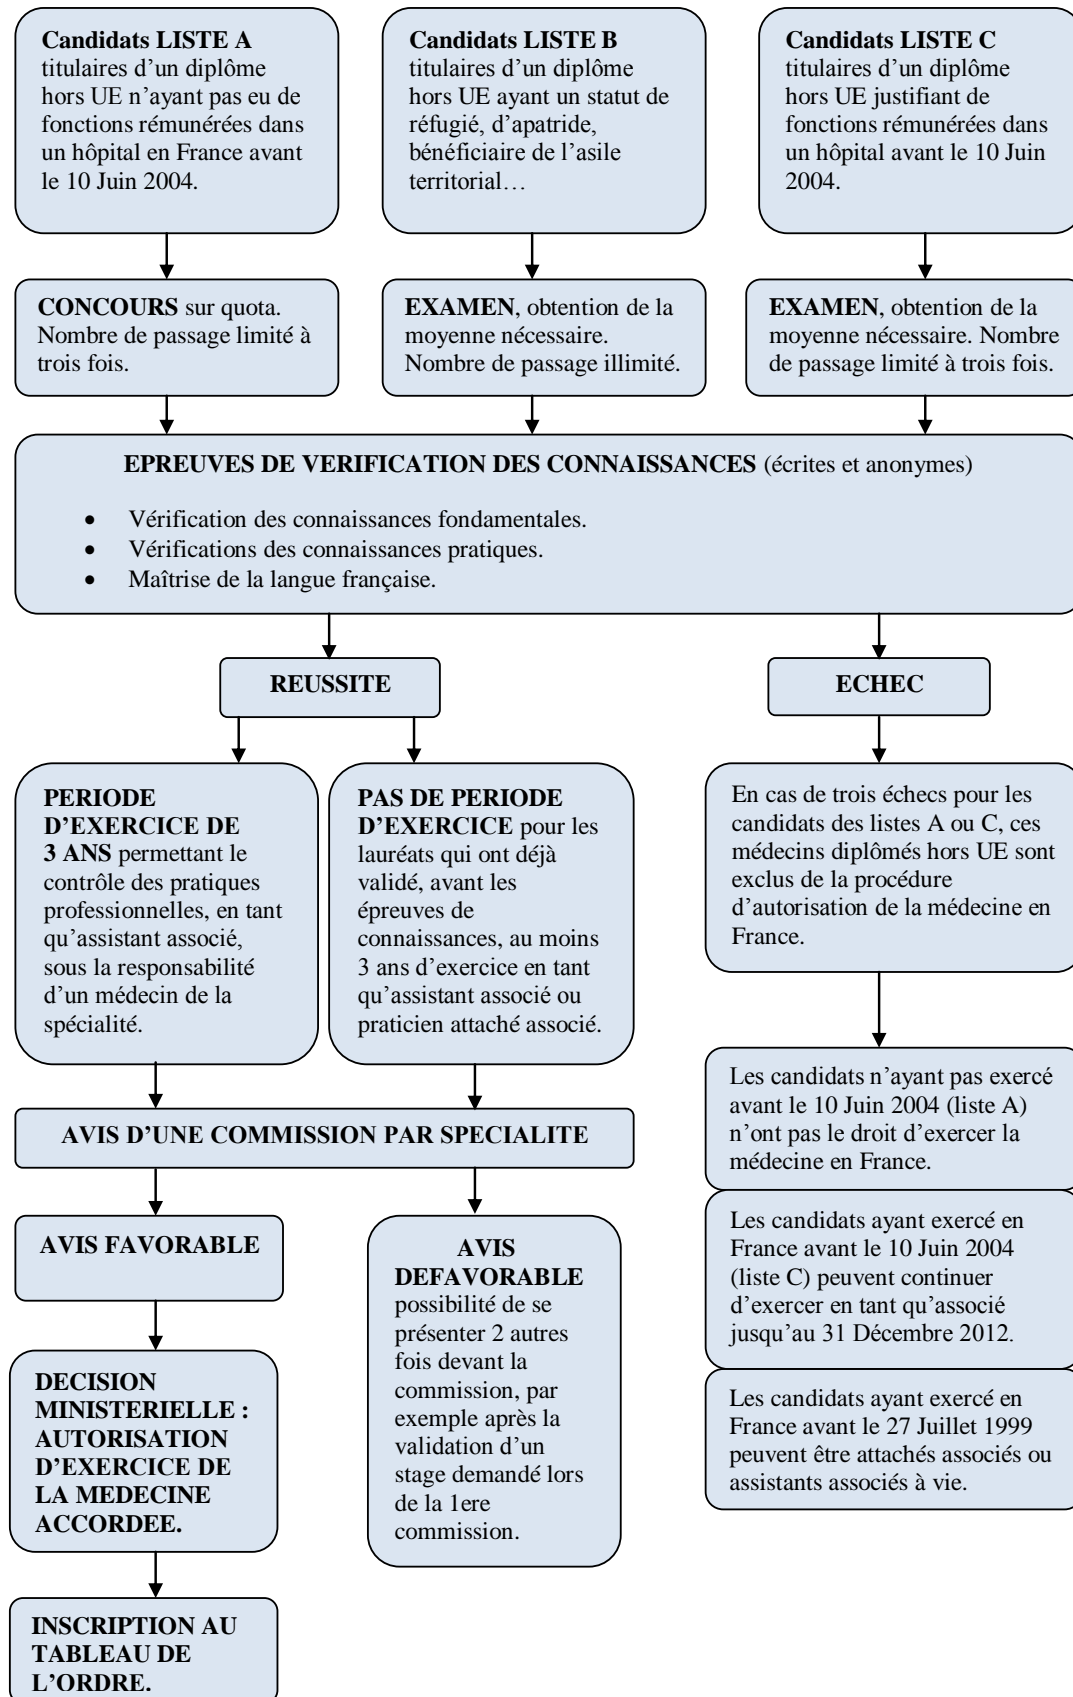 Candidats LISTE A
titulaires d’un diplôme
hors UE n’ayant pas eu de
fonctions rémunérées dans
un hôpital en France avant
le 10 Juin 2004.
Candidats LISTE B
titulaires d’un diplôme
hors UE ayant un statut de
réfugié, d’apatride,
bénéficiaire de l’asile
territorial…
Candidats LISTE C
titulaires d’un diplôme
hors UE justifiant de
fonctions rémunérées dans
un hôpital avant le 10 Juin
2004.
CONCOURS sur quota.
Nombre de passage limité à
trois fois.
EXAMEN, obtention de la
moyenne nécessaire.
Nombre de passage illimité.
EXAMEN, obtention de la
moyenne nécessaire. Nombre
de passage limité à trois fois.
EPREUVES DE VERIFICATION DES CONNAISSANCES (écrites et anonymes)
• Vérification des connaissances fondamentales.
• Vérifications des connaissances pratiques.
• Maîtrise de la langue française.
REUSSITE
ECHEC
PERIODE
D’EXERCICE DE
3 ANS permettant le
contrôle des pratiques
professionnelles, en tant
qu’assistant associé,
sous la responsabilité
d’un médecin de la
spécialité.
PAS DE PERIODE
D’EXERCICE pour les
lauréats qui ont déjà
validé, avant les
épreuves de
connaissances, au moins
3 ans d’exercice en tant
qu’assistant associé ou
praticien attaché associé.
En cas de trois échecs pour les
candidats des listes A ou C, ces
médecins diplômés hors UE sont
exclus de la procédure
d’autorisation de la médecine en
France.
AVIS D’UNE COMMISSION PAR SPECIALITE
Les candidats n’ayant pas exercé
avant le 10 Juin 2004 (liste A)
n’ont pas le droit d’exercer la
médecine en France.
Les candidats ayant exercé en
France avant le 10 Juin 2004
(liste C) peuvent continuer
d’exercer en tant qu’associé
jusqu’au 31 Décembre 2012.
Les candidats ayant exercé en
France avant le 27 Juillet 1999
peuvent être attachés associés ou
assistants associés à vie.
AVIS FAVORABLE
AVIS
DEFAVORABLE
possibilité de se
présenter 2 autres
fois devant la
commission, par
exemple après la
validation d’un
stage demandé lors
de la 1ere
commission.
DECISION
MINISTERIELLE :
AUTORISATION
D’EXERCICE DE
LA MEDECINE
ACCORDEE.
INSCRIPTION AU
TABLEAU DE
L’ORDRE.